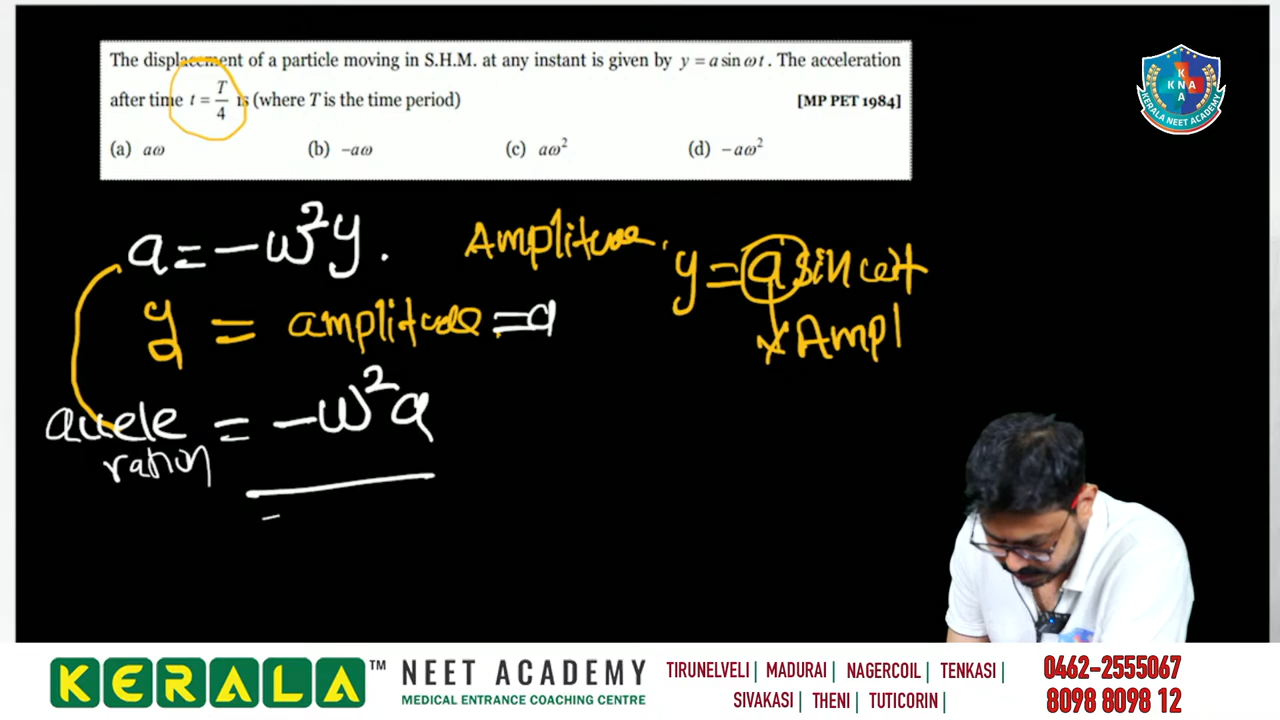 The displacement of a particle moving in S.H.M. at any instant is given by y = a sin ωt. The acceleration
after time t = T/4 is (where T is the time period) [MP PET 1984]
(a) aω (b) -aω (c) aω² (d) -aω²
KNA
KERALA NEET ACADEMY
a = -ω²y.
Amplitude.
y = a sin ωt
Ampl
y = amplitude = a
acceleration = -ω²a
=
KERALA™ NEET ACADEMY
MEDICAL ENTRANCE COACHING CENTRE
TIRUNELVELI | MADURAI | NAGERCOIL | TENKASI |
SIVAKASI | THENI | TUTICORIN |
0462-2555067
8098 8098 12